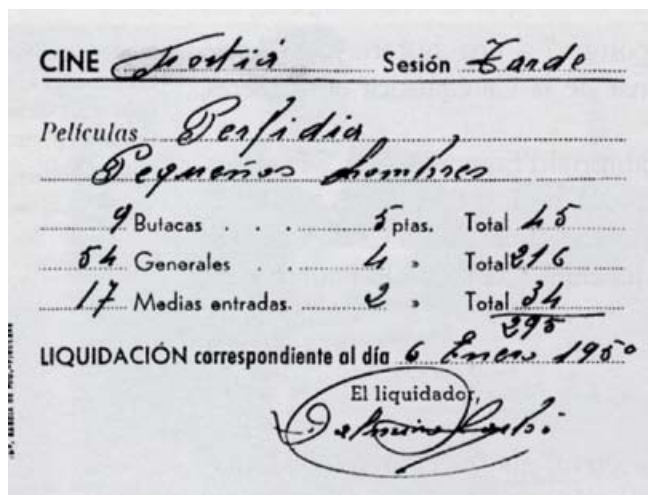 CINE Sesión Tarde
Películas Perfidia
Pequeños hombres
9 Butacas . . . 5 ptas. Total 45
54 Generales . . . 4 » Total 216
17 Medias entradas. 2 » Total 34
295
LIQUIDACIÓN correspondiente al día 6 Enero 1950
El liquidador,